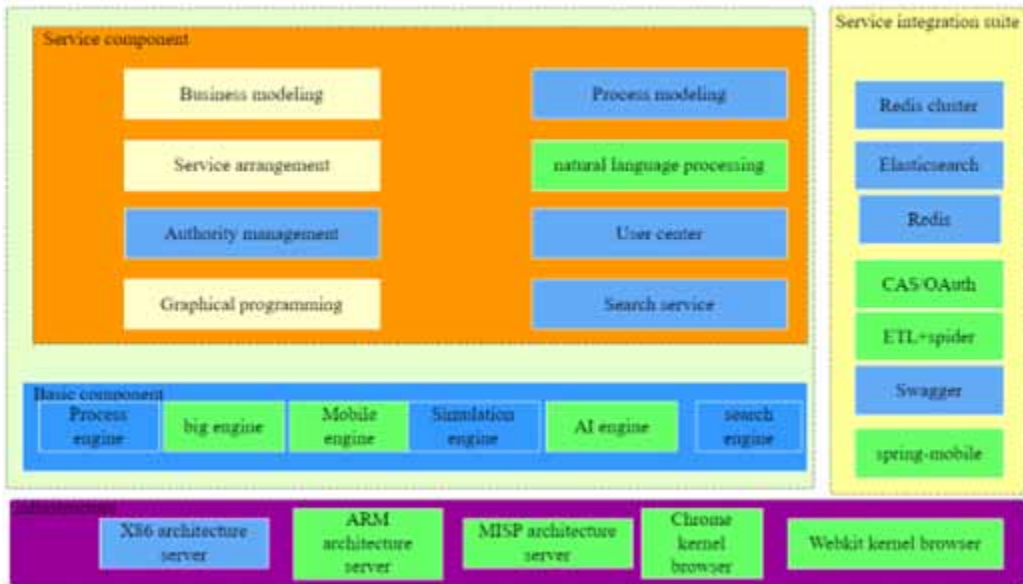 Service component
Business modeling
Process modeling
Service arrangement
natural language processing
Authority management
User center
Graphical programming
Search service
Basic component
Process
engine
big engine
Mobile
engine
Simulation
engine
AI engine
search
engine
Service integration suite
Redis cluster
Elasticsearch
Redis
CAS/OAuth
ETL+spider
Swagger
spring-mobile
Infrastructure
X86 architecture
server
ARM
architecture
server
MISP architecture
server
Chrome
kernel
browser
Webkit kernel browser